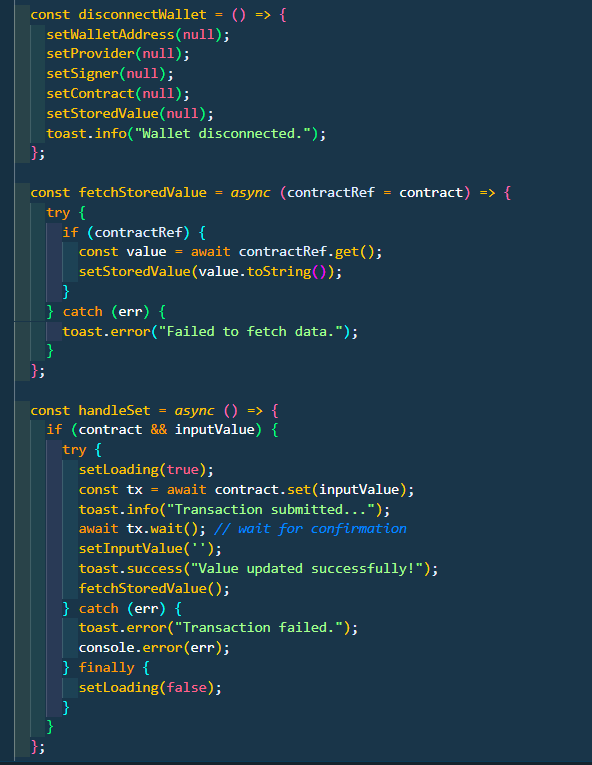 const disconnectWallet = () => {
  setWalletAddress(null);
  setProvider(null);
  setSigner(null);
  setContract(null);
  setStoredValue(null);
  toast.info("Wallet disconnected.");
};

const fetchStoredValue = async (contractRef = contract) => {
  try {
    if (contractRef) {
      const value = await contractRef.get();
      setStoredValue(value.toString());
    }
  } catch (err) {
    toast.error("Failed to fetch data.");
  }
};

const handleSet = async () => {
  if (contract && inputValue) {
    try {
      setLoading(true);
      const tx = await contract.set(inputValue);
      toast.info("Transaction submitted...");
      await tx.wait(); // wait for confirmation
      setInputValue('');
      toast.success("Value updated successfully!");
      fetchStoredValue();
    } catch (err) {
      toast.error("Transaction failed.");
      console.error(err);
    } finally {
      setLoading(false);
    }
  }
};